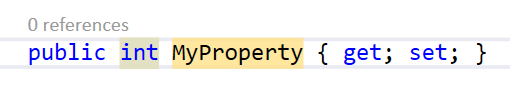 0 references
public int MyProperty { get; set; }